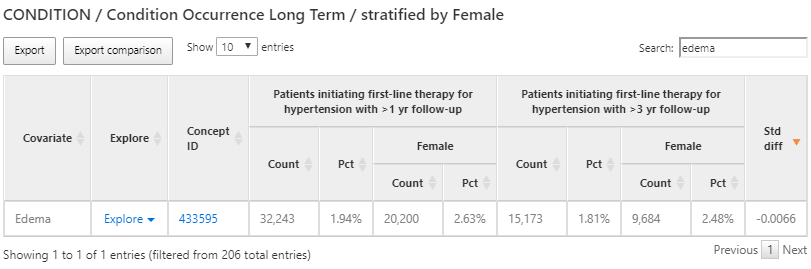 CONDITION / Condition Occurrence Long Term / stratified by Female
Export Export comparison Show 10 entries Search: edema
Covariate Explore Concept ID Patients initiating first-line therapy for hypertension with >1 yr follow-up Patients initiating first-line therapy for hypertension with >3 yr follow-up Std diff
Count Pct Female Count Pct Female
Count Pct Count Pct
Edema Explore 433595 32,243 1.94% 20,200 2.63% 15,173 1.81% 9,684 2.48% -0.0066
Showing 1 to 1 of 1 entries (filtered from 206 total entries) Previous 1 Next